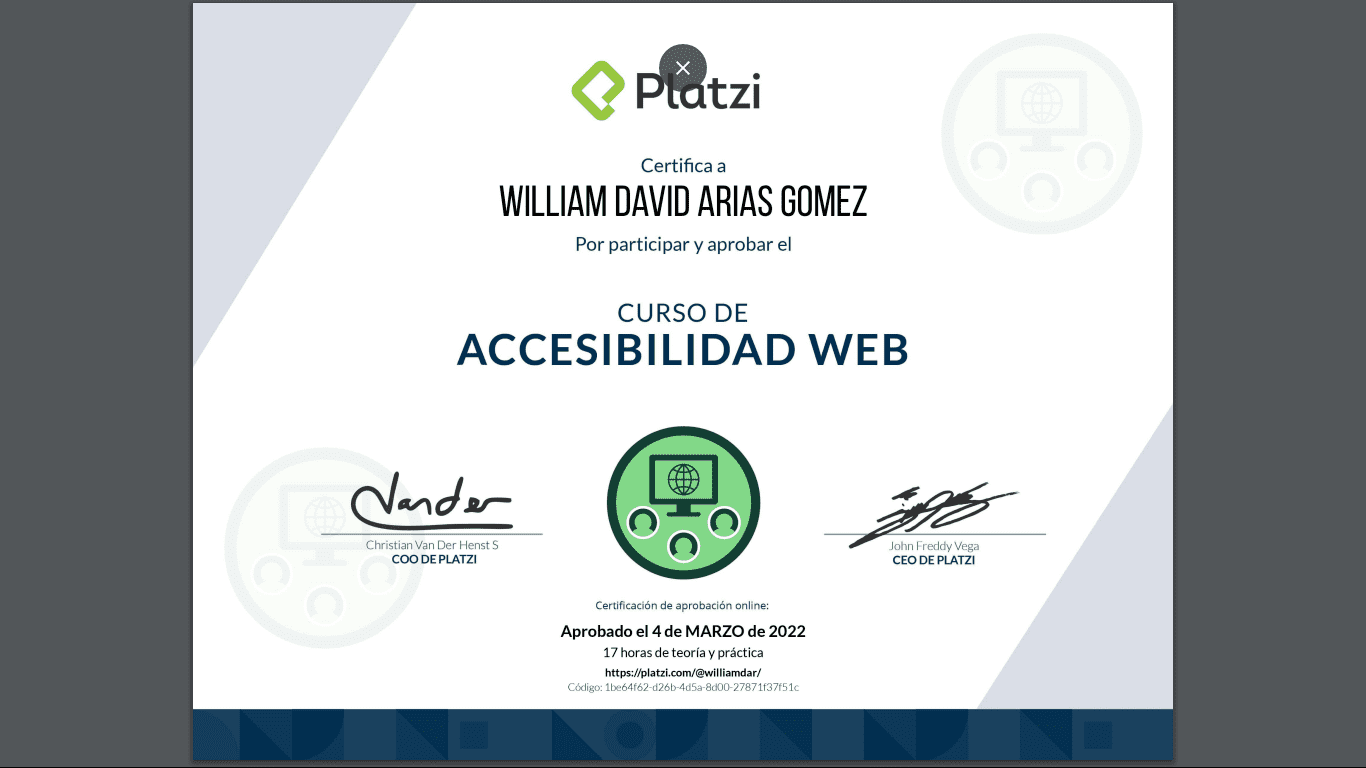 Platzi
Certifica a
WILLIAM DAVID ARIAS GOMEZ
Por participar y aprobar el
CURSO DE
ACCESIBILIDAD WEB
Vander
Christian Van Der Henst S
COO DE PLATZI
John Freddy Vega
CEO DE PLATZI
Certificación de aprobación online:
Aprobado el 4 de MARZO de 2022
17 horas de teoría y práctica
https://platzi.com/@williamdar/
Código: 1be64f62-d26b-4d5a-8d00-27871f37f51c